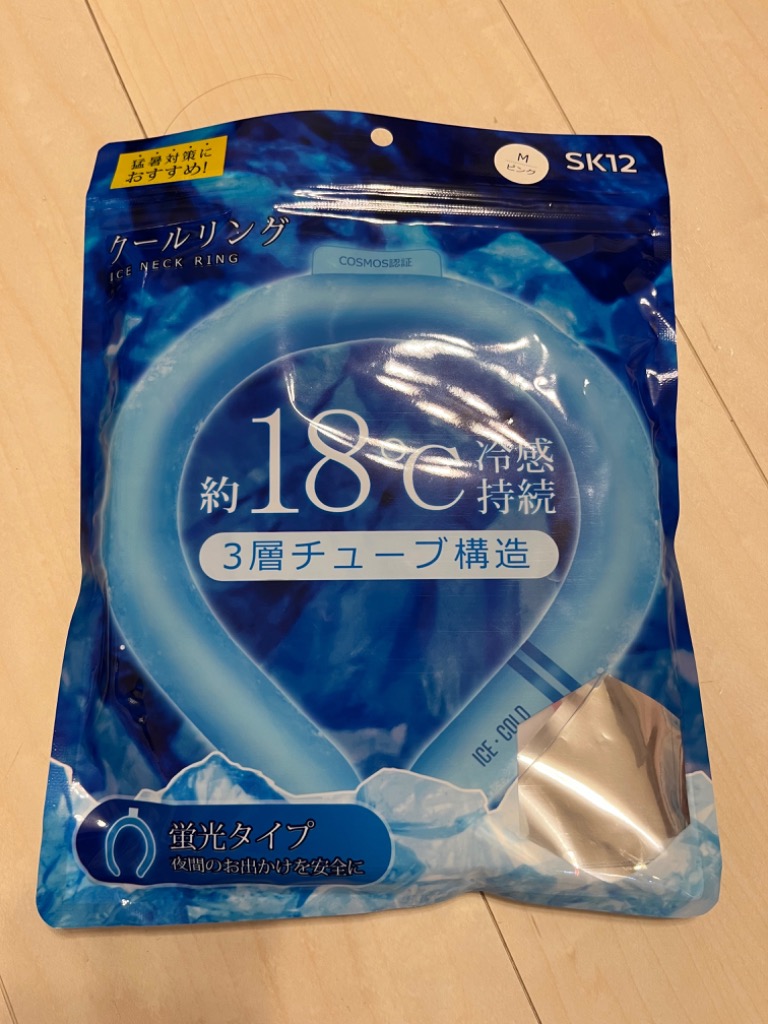 猛暑対策に
おすすめ!
M
ピンク
SK12
クールリング
ICE NECK RING
COSMOS認証
約18℃冷感
持続
3層チューブ構造
ICE・COLD
蛍光タイプ
夜間のお出かけを安全に